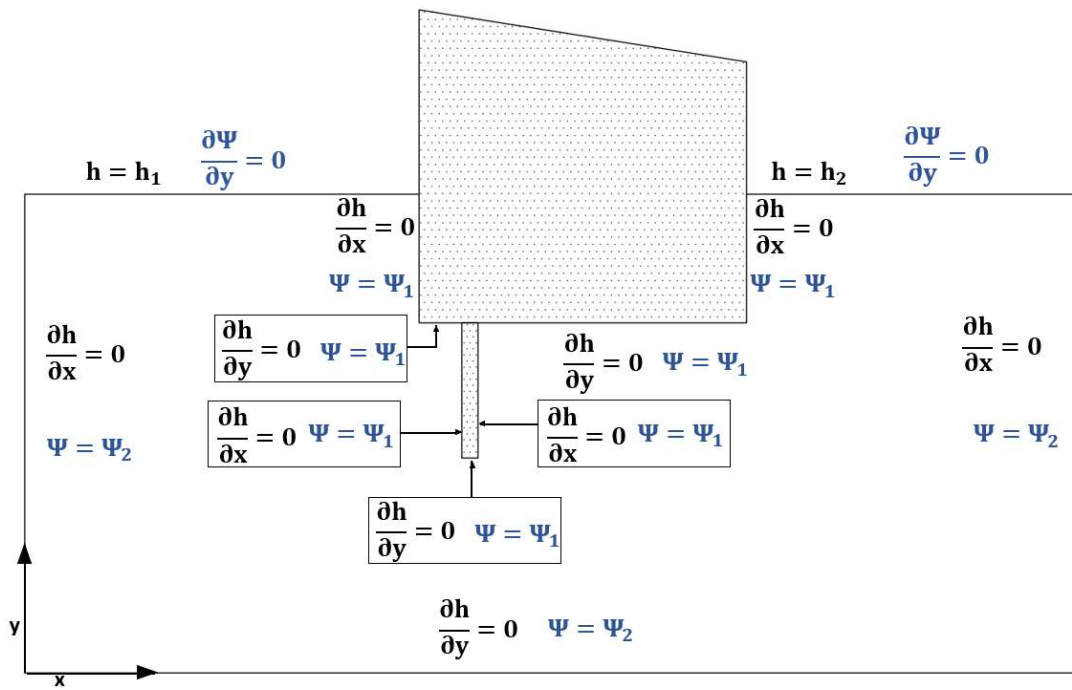 h = h₁ ∂Ψ/∂y = 0 h = h₂ ∂Ψ/∂y = 0
∂h/∂x = 0 ∂h/∂x = 0
Ψ = Ψ₁ Ψ = Ψ₁
∂h/∂x = 0 ∂h/∂y = 0 Ψ = Ψ₁ ∂h/∂y = 0 Ψ = Ψ₁ ∂h/∂x = 0
Ψ = Ψ₂ ∂h/∂x = 0 Ψ = Ψ₁ ∂h/∂x = 0 Ψ = Ψ₁ Ψ = Ψ₂
∂h/∂y = 0 Ψ = Ψ₁
∂h/∂y = 0 Ψ = Ψ₂
y
x